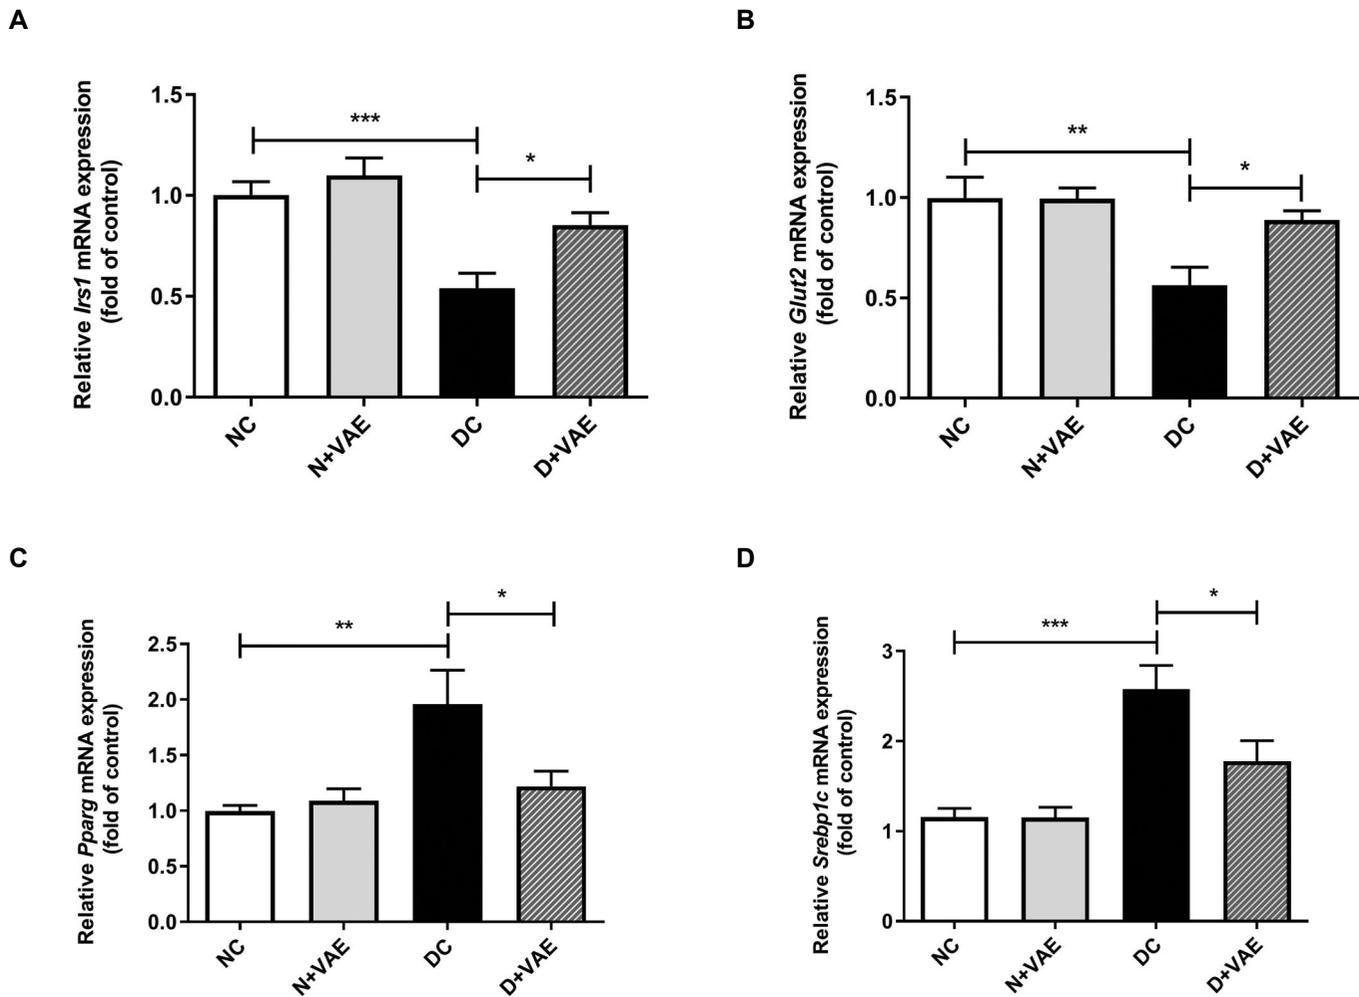 A
Relative Irs1 mRNA expression
(fold of control)
1.5
1.0
0.5
0.0
***
*
NC
N+VAE
DC
D+VAE
B
Relative Glut2 mRNA expression
(fold of control)
1.5
1.0
0.5
0.0
**
*
NC
N+VAE
DC
D+VAE
C
Relative Pparg mRNA expression
(fold of control)
2.5
2.0
1.5
1.0
0.5
0.0
**
*
NC
N+VAE
DC
D+VAE
D
Relative Srebp1c mRNA expression
(fold of control)
3
2
1
0
***
*
NC
N+VAE
DC
D+VAE